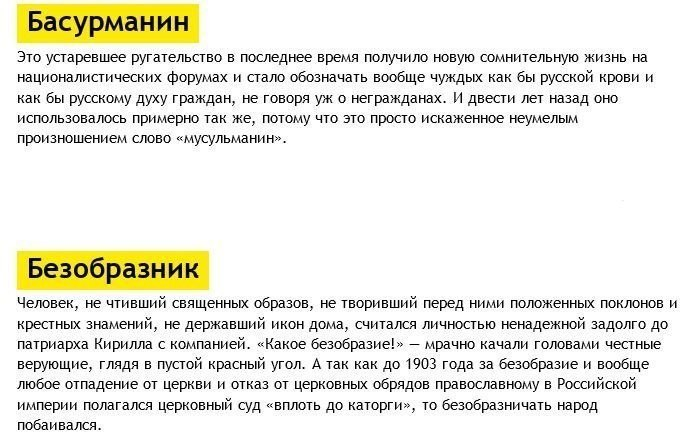 Басурманин
Это устаревшее ругательство в последнее время получило новую сомнительную жизнь на
националистических форумах и стало обозначать вообще чуждых как бы русской крови и
как бы русскому духу граждан, не говоря уж о негражданах. И двести лет назад оно
использовалось примерно так же, потому что это просто искаженное неумелым
произношением слово «мусульманин».
Безобразник
Человек, не чтивший священных образов, не творивший перед ними положенных поклонов и
крестных знамений, не державший икон дома, считался личностью ненадежной задолго до
патриарха Кирилла с компанией. «Какое безобразие!» — мрачно качали головами честные
верующие, глядя в пустой красный угол. А так как до 1903 года за безобразие и вообще
любое отпадение от церкви и отказ от церковных обрядов православному в Российской
империи полагался церковный суд «вплоть до каторги», то безобразничать народ
побаивался.